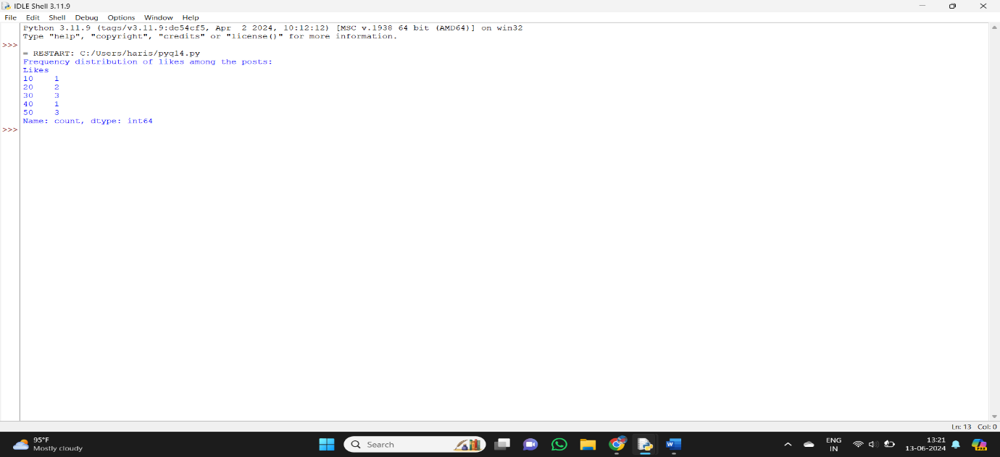 IDLE Shell 3.11.9
File Edit Shell Debug Options Window Help
Python 3.11.9 (tags/v3.11.9:de54cf5, Apr  2 2024, 10:12:12) [MSC v.1938 64 bit (AMD64)] on win32
Type "help", "copyright", "credits" or "license()" for more information.
>>>
= RESTART: C:/Users/haris/pyq14.py
Frequency distribution of likes among the posts:
Likes
10    1
20    2
30    3
40    1
50    3
Name: count, dtype: int64
>>>
Ln: 13 Col: 0
95°F
Mostly cloudy
Search
W
ENG
IN
13:21
13-06-2024
PRE